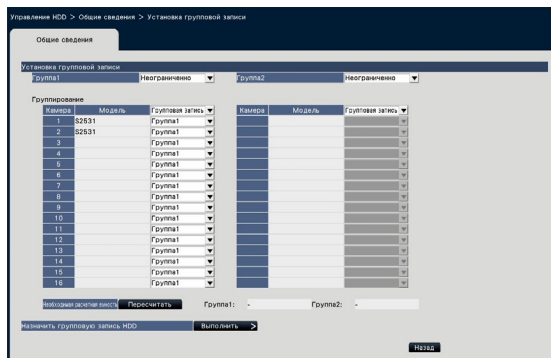 Управление HDD > Общие сведения > Установка групповой записи
Общие сведения
Установка групповой записи
Группа1 Неограниченно Группа2 Неограниченно
Группирование
Камера Модель Групповая запись Камера Модель Групповая запись
1 S2531 Группа1
2 S2531 Группа1
3 Группа1
4 Группа1
5 Группа1
6 Группа1
7 Группа1
8 Группа1
9 Группа1
10 Группа1
11 Группа1
12 Группа1
13 Группа1
14 Группа1
15 Группа1
16 Группа1
Необходимая расчетная емкость Пересчитать Группа1: - Группа2: -
Назначить групповую запись HDD Выполнить >
Назад